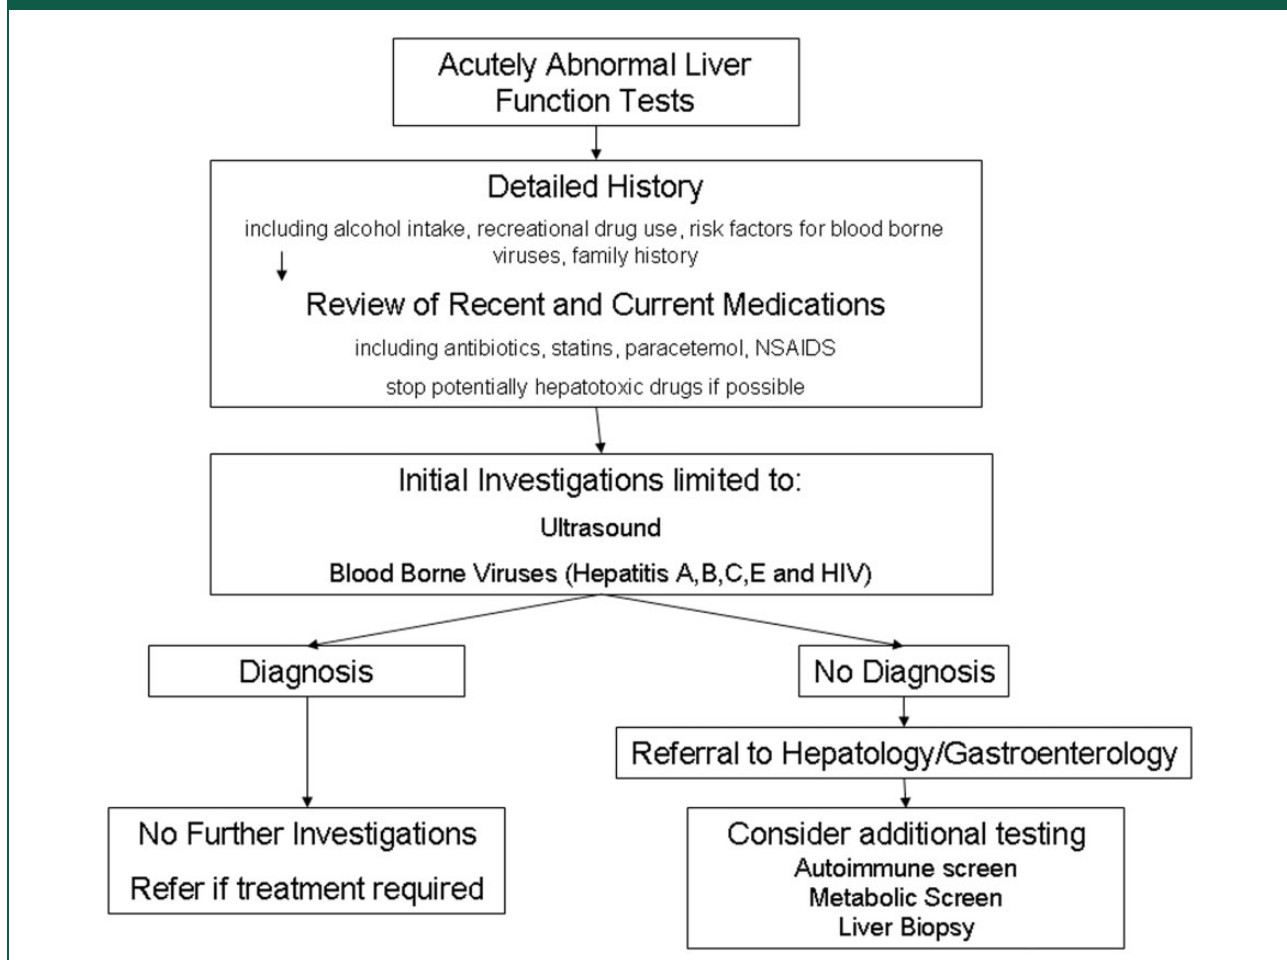 Acutely Abnormal Liver
Function Tests
Detailed History
including alcohol intake, recreational drug use, risk factors for blood borne
viruses, family history
Review of Recent and Current Medications
including antibiotics, statins, paracetemol, NSAIDS
stop potentially hepatotoxic drugs if possible
Initial Investigations limited to:
Ultrasound
Blood Borne Viruses (Hepatitis A,B,C,E and HIV)
Diagnosis
No Diagnosis
Referral to Hepatology/Gastroenterology
No Further Investigations
Refer if treatment required
Consider additional testing
Autoimmune screen
Metabolic Screen
Liver Biopsy